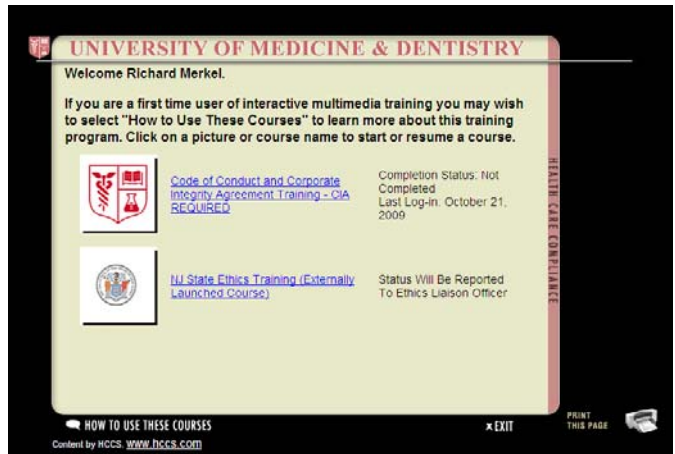 UNIVERSITY OF MEDICINE & DENTISTRY
Welcome Richard Merkel.
If you are a first time user of interactive multimedia training you may wish
to select "How to Use These Courses" to learn
more about this training
program. Click on a picture or course name to
start or resume a course.
Code of Conduct and Corporate
Integrity Agreement Training - CIA
REQUIRED
Completion Status: Not
Completed
Last Log-in: October 21,
2009
NJ State Ethics Training (Externally
Launched Course)
Status Will Be Reported
To Ethics Liaison Officer
HEALTH CARE COMPLIANCE
HOW TO USE THESE COURSES
x EXIT
PRINT
THIS PAGE
Content by HCCS. www.hccs.com